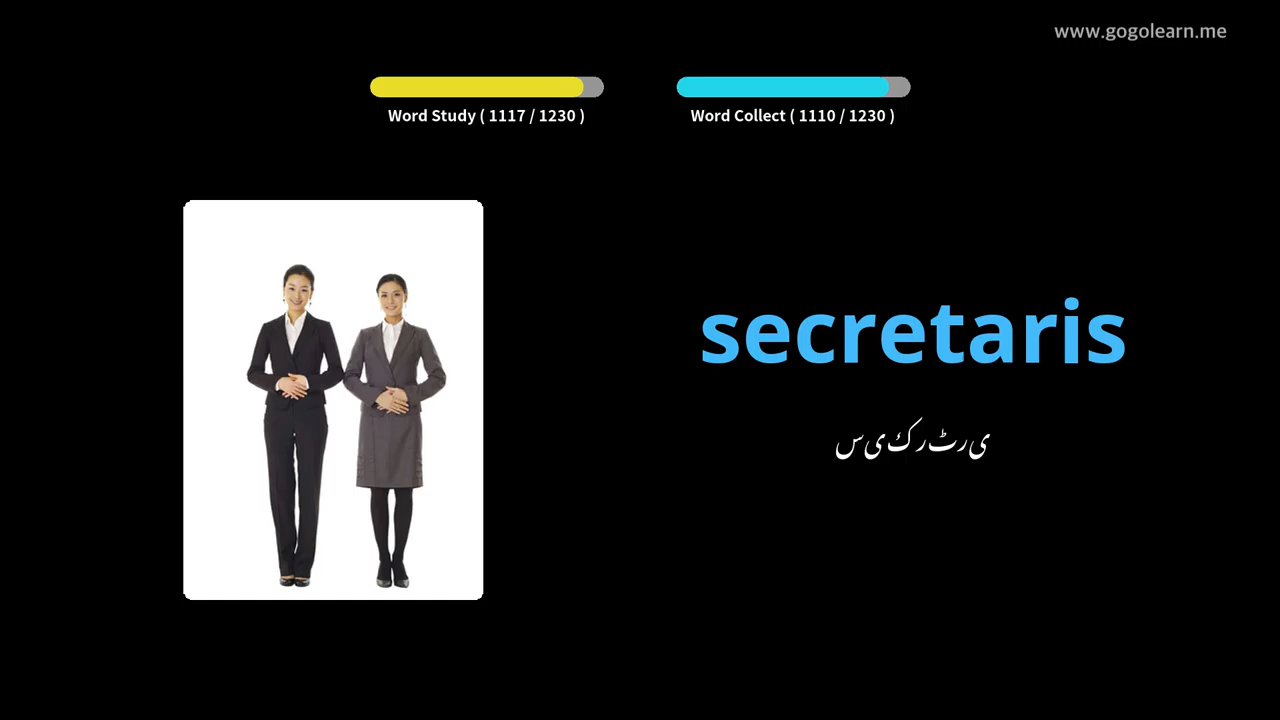 www.gogolearn.me
Word Study ( 1117 / 1230 )
Word Collect ( 1110 / 1230 )
secretaris
سیکرٹری